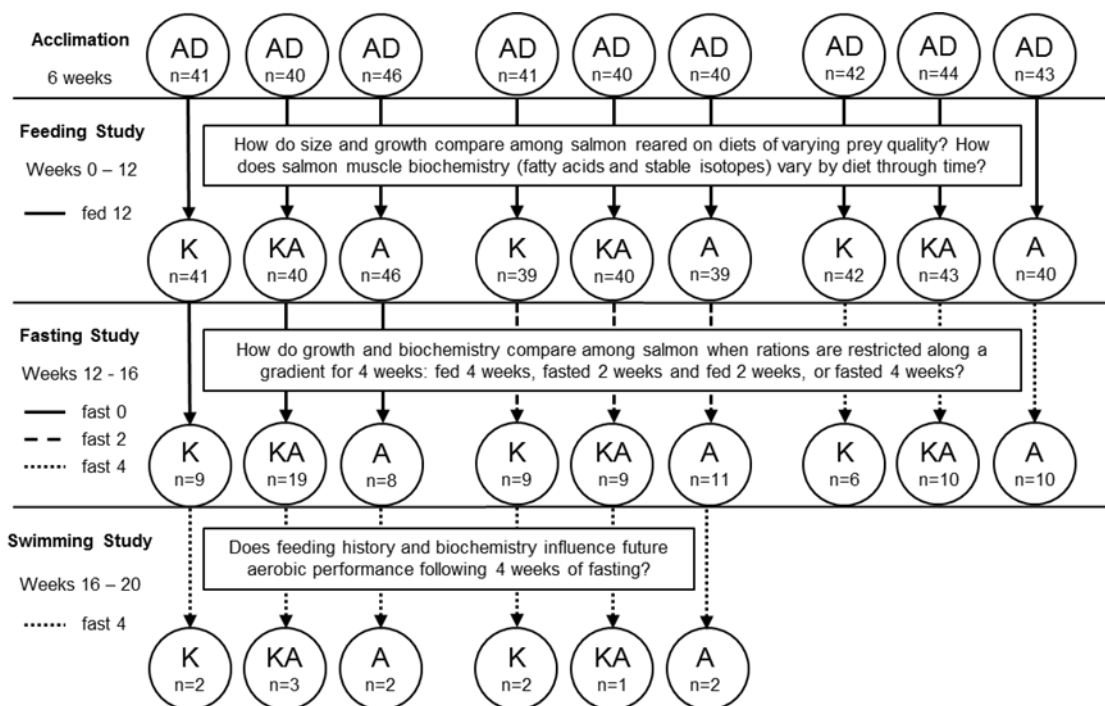 Acclimation
6 weeks
AD
n=41
AD
n=40
AD
n=46
AD
n=41
AD
n=40
AD
n=40
AD
n=42
AD
n=44
AD
n=43
Feeding Study
Weeks 0 – 12
fed 12
How do size and growth compare among salmon reared on diets of varying prey quality? How
does salmon muscle biochemistry (fatty acids and stable isotopes) vary by diet through time?
K
n=41
KA
n=40
A
n=46
K
n=39
KA
n=40
A
n=39
K
n=42
KA
n=43
A
n=40
Fasting Study
Weeks 12 - 16
fast 0
fast 2
fast 4
How do growth and biochemistry compare among salmon when rations are restricted along a
gradient for 4 weeks: fed 4 weeks, fasted 2 weeks and fed 2 weeks, or fasted 4 weeks?
K
n=9
KA
n=19
A
n=8
K
n=9
KA
n=9
A
n=11
K
n=6
KA
n=10
A
n=10
Swimming Study
Weeks 16 – 20
fast 4
Does feeding history and biochemistry influence future
aerobic performance following 4 weeks of fasting?
K
n=2
KA
n=3
A
n=2
K
n=2
KA
n=1
A
n=2